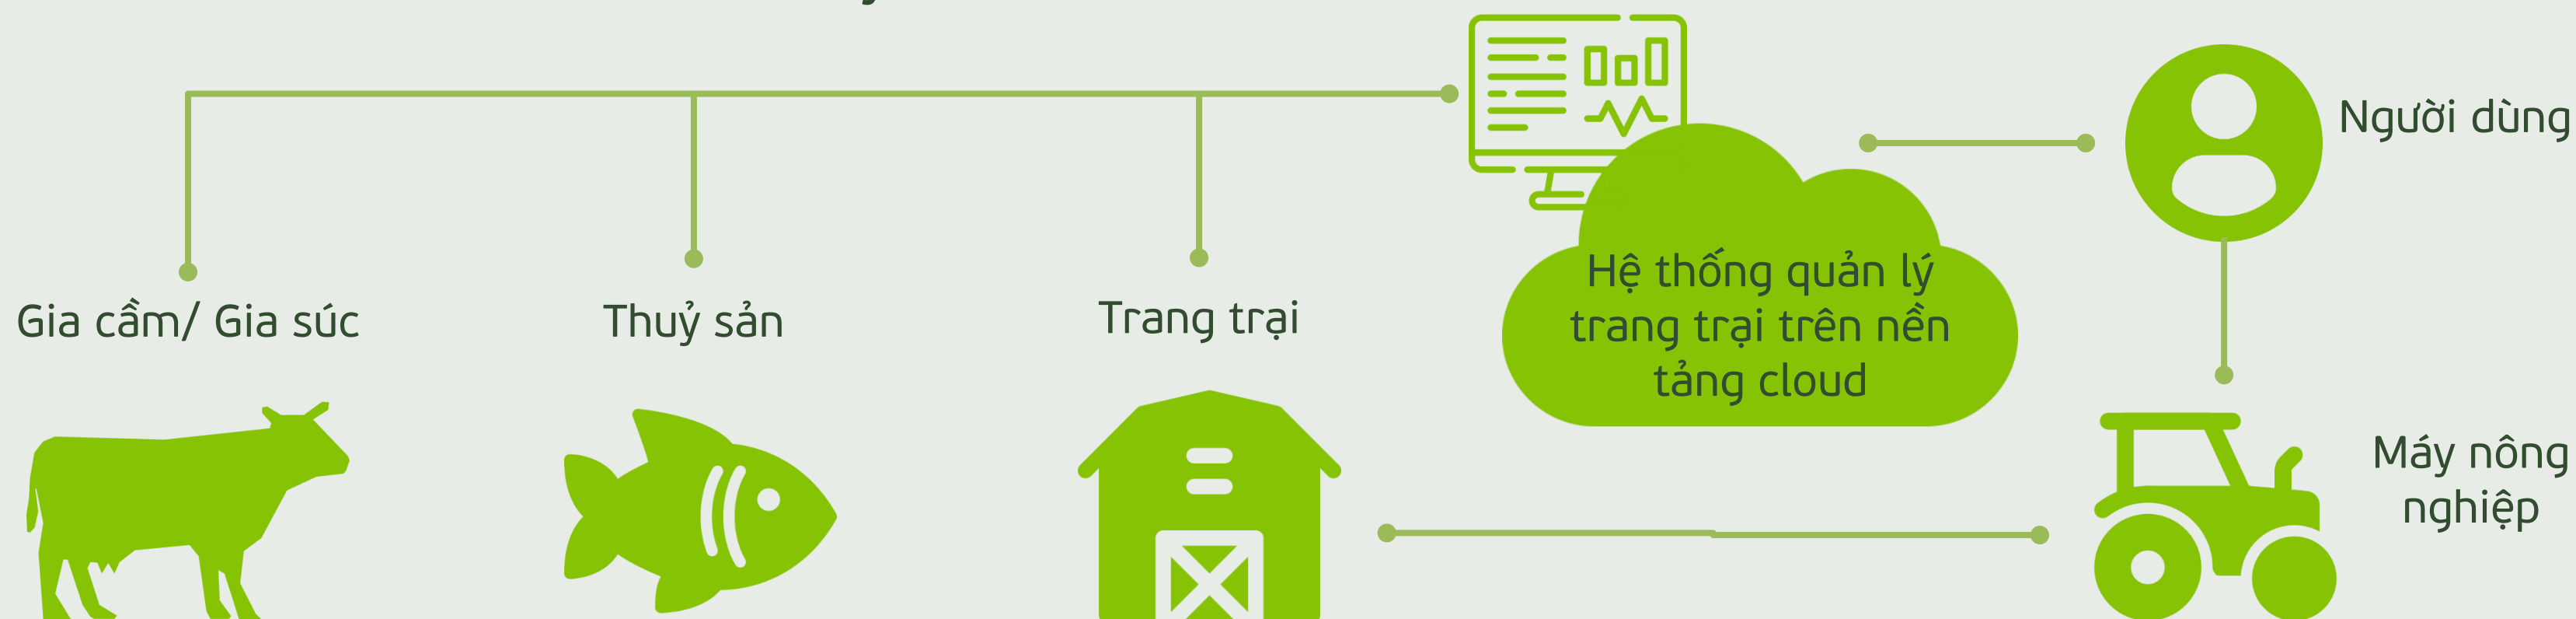 Người dùng
Hệ thống quản lý
trang trại trên nền
tảng cloud
Gia cầm/ Gia súc
Thuỷ sản
Trang trại
Máy nông
nghiệp